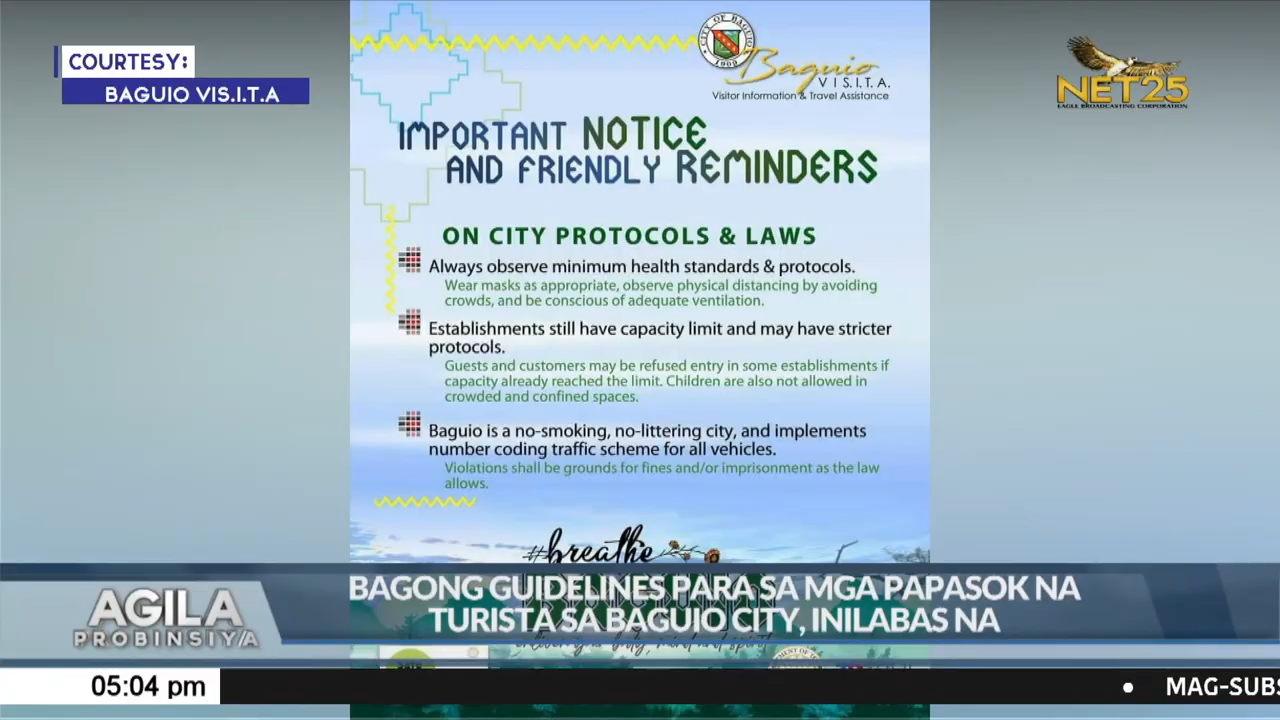 COURTESY:
BAGUIO VIS.I.T.A
CITY OF BAGUIO
1909
Baguio
V I S.I.T.A.
Visitor Information & Travel Assistance
NET25
EAGLE BROADCASTING CORPORATION
IMPORTANT NOTICE
AND FRIENDLY REMINDERS
ON CITY PROTOCOLS & LAWS
Always observe minimum health standards & protocols.
Wear masks as appropriate, observe physical distancing by avoiding
crowds, and be conscious of adequate ventilation.
Establishments still have capacity limit and may have stricter
protocols.
Guests and customers may be refused entry in some establishments if
capacity already reached the limit. Children are also not allowed in
crowded and confined spaces.
Baguio is a no-smoking, no-littering city, and implements
number coding traffic scheme for all vehicles.
Violations shall be grounds for fines and/or imprisonment as the law
allows.
#breathe
AGILA
PROBINSIYA
BAGONG GUIDELINES PARA SA MGA PAPASOK NA
TURISTA SA BAGUIO CITY, INILABAS NA
05:04 pm
• MAG-SUBS